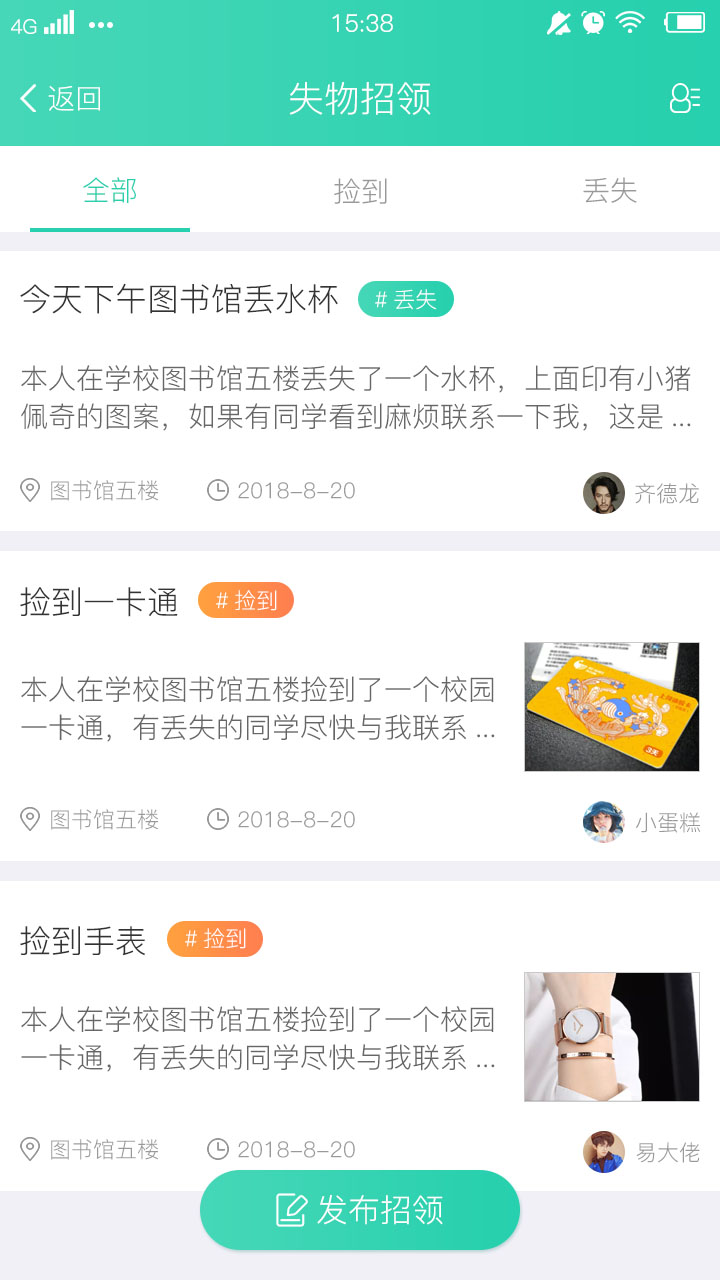 4G 15:38
返回 失物招领
全部 捡到 丢失
今天下午图书馆丢水杯 # 丢失
本人在学校图书馆五楼丢失了一个水杯，上面印有小猪
佩奇的图案，如果有同学看到麻烦联系一下我，这是 ...
图书馆五楼 2018-8-20 齐德龙
捡到一卡通 # 捡到
本人在学校图书馆五楼捡到了一个校园
一卡通，有丢失的同学尽快与我联系 ...
3天
图书馆五楼 2018-8-20 小蛋糕
捡到手表 # 捡到
本人在学校图书馆五楼捡到了一个校园
一卡通，有丢失的同学尽快与我联系 ...
图书馆五楼 2018-8-20 易大佬
发布招领